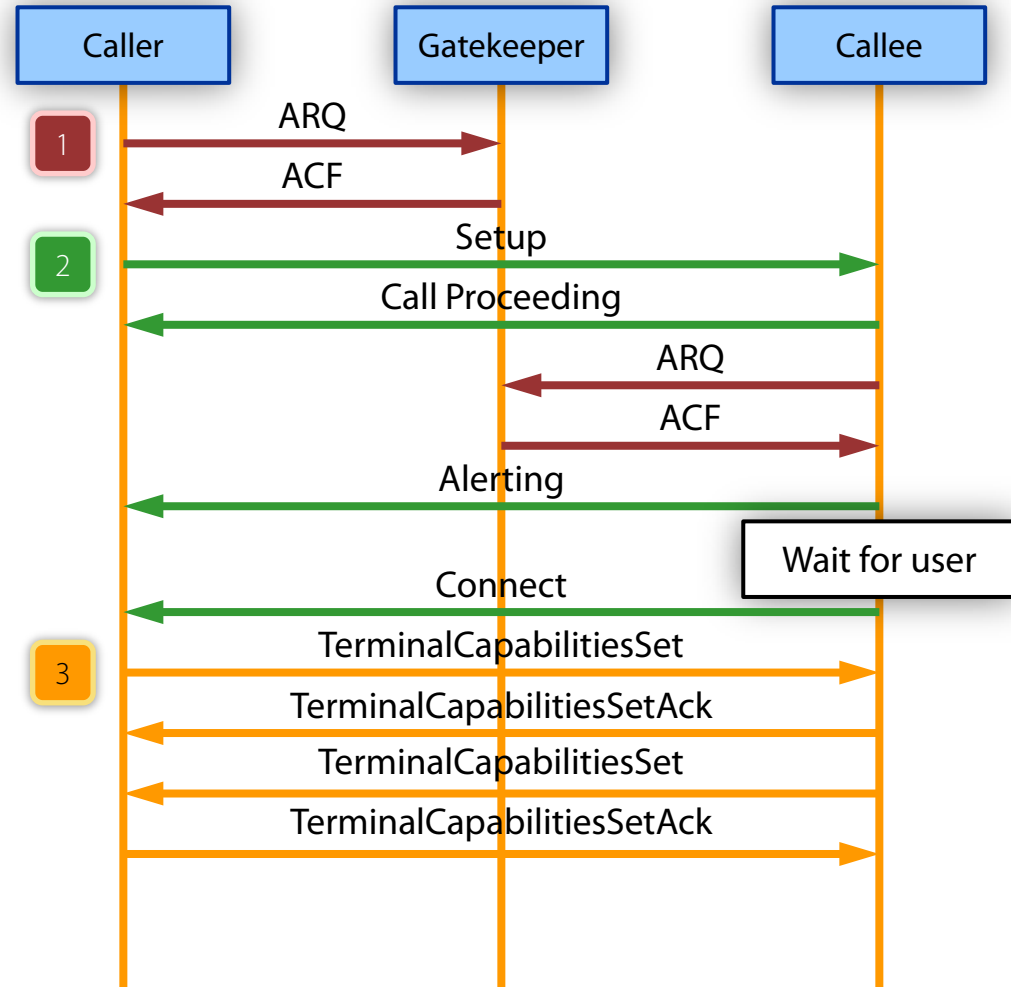 Caller
Gatekeeper
Callee
1
ARQ
ACF
2
Setup
Call Proceeding
ARQ
ACF
Alerting
Wait for user
Connect
3
TerminalCapabilitiesSet
TerminalCapabilitiesSetAck
TerminalCapabilitiesSet
TerminalCapabilitiesSetAck